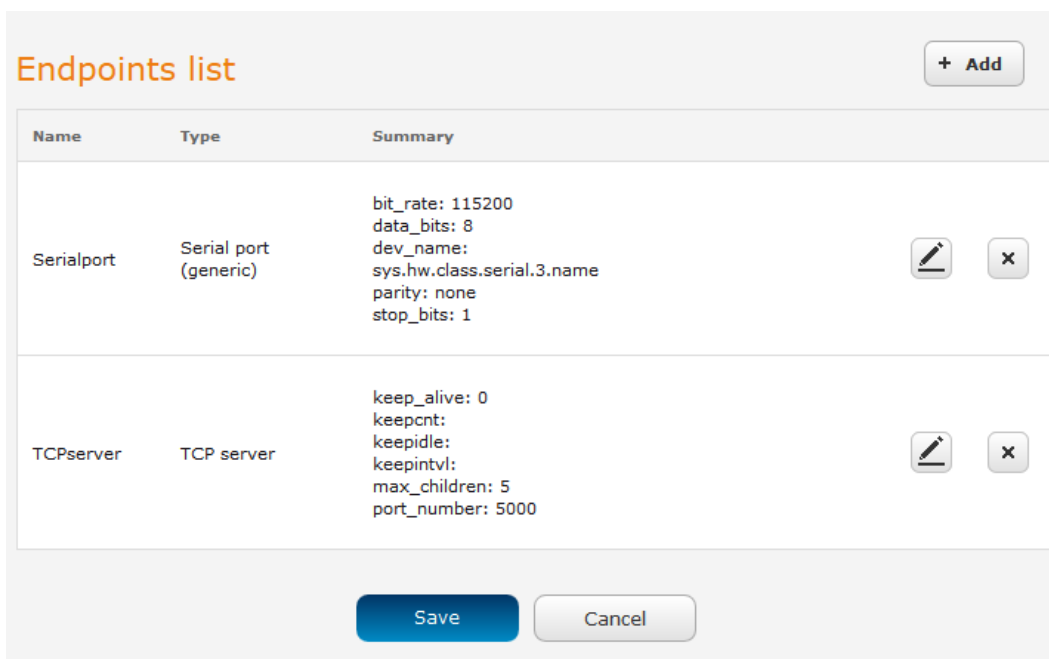 Endpoints list
+ Add
Name Type Summary
Serialport
Serial port
(generic)
bit_rate: 115200
data_bits: 8
dev_name:
sys.hw.class.serial.3.name
parity: none
stop_bits: 1
TCPserver
TCP server
keep_alive: 0
keepcnt:
keepidle:
keepintvl:
max_children: 5
port_number: 5000
Save
Cancel